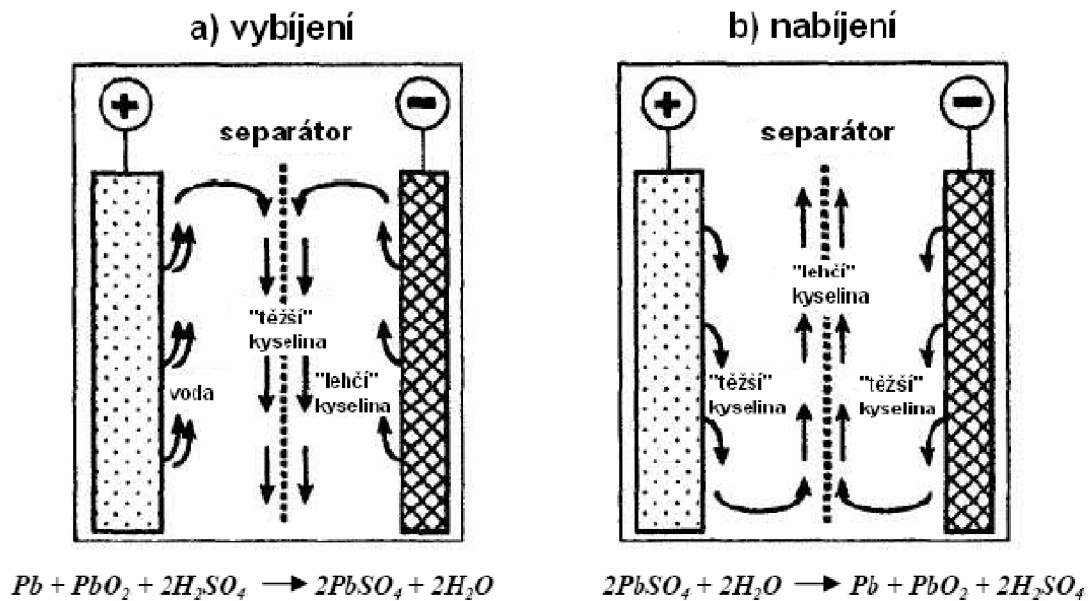 a) vybíjení
+
−
separátor
"těžší"
kyselina
voda
"lehčí"
kyselina
Pb + PbO₂ + 2H₂SO₄ → 2PbSO₄ + 2H₂O
b) nabíjení
+
−
separátor
"lehčí"
kyselina
"těžší"
kyselina
"těžší"
kyselina
2PbSO₄ + 2H₂O → Pb + PbO₂ + 2H₂SO₄